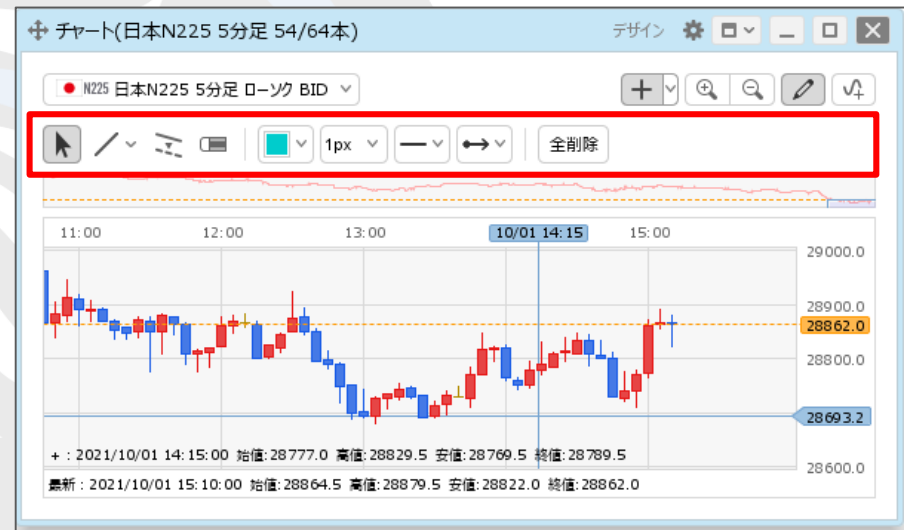 チャート(日本N225 5分足 54/64本) デザイン
N225 日本N225 5分足 ローソク BID
1px 全削除
11:00 12:00 13:00 10/01 14:15 15:00
29000.0
28900.0
28862.0
28800.0
28693.2
+ : 2021/10/01 14:15:00 始値:28777.0 高値:28829.5 安値:28769.5 終値:28789.5
28600.0
最新 : 2021/10/01 15:10:00 始値:28864.5 高値:28879.5 安値:28822.0 終値:28862.0